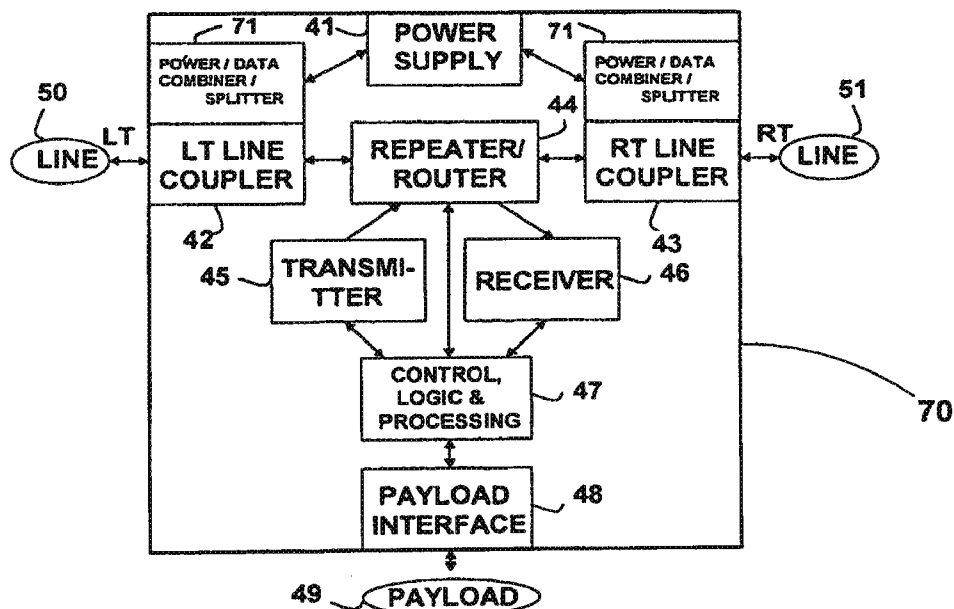 71
41
POWER
SUPPLY
71
POWER / DATA
COMBINER /
SPLITTER
POWER / DATA
COMBINER /
SPLITTER
50
LINE
LT
LT LINE
COUPLER
42
REPEATER/
ROUTER
44
RT LINE
COUPLER
43
RT
51
LINE
45
TRANSMI-
TTER
RECEIVER
46
CONTROL,
LOGIC &
PROCESSING
47
70
PAYLOAD
INTERFACE
48
49
PAYLOAD